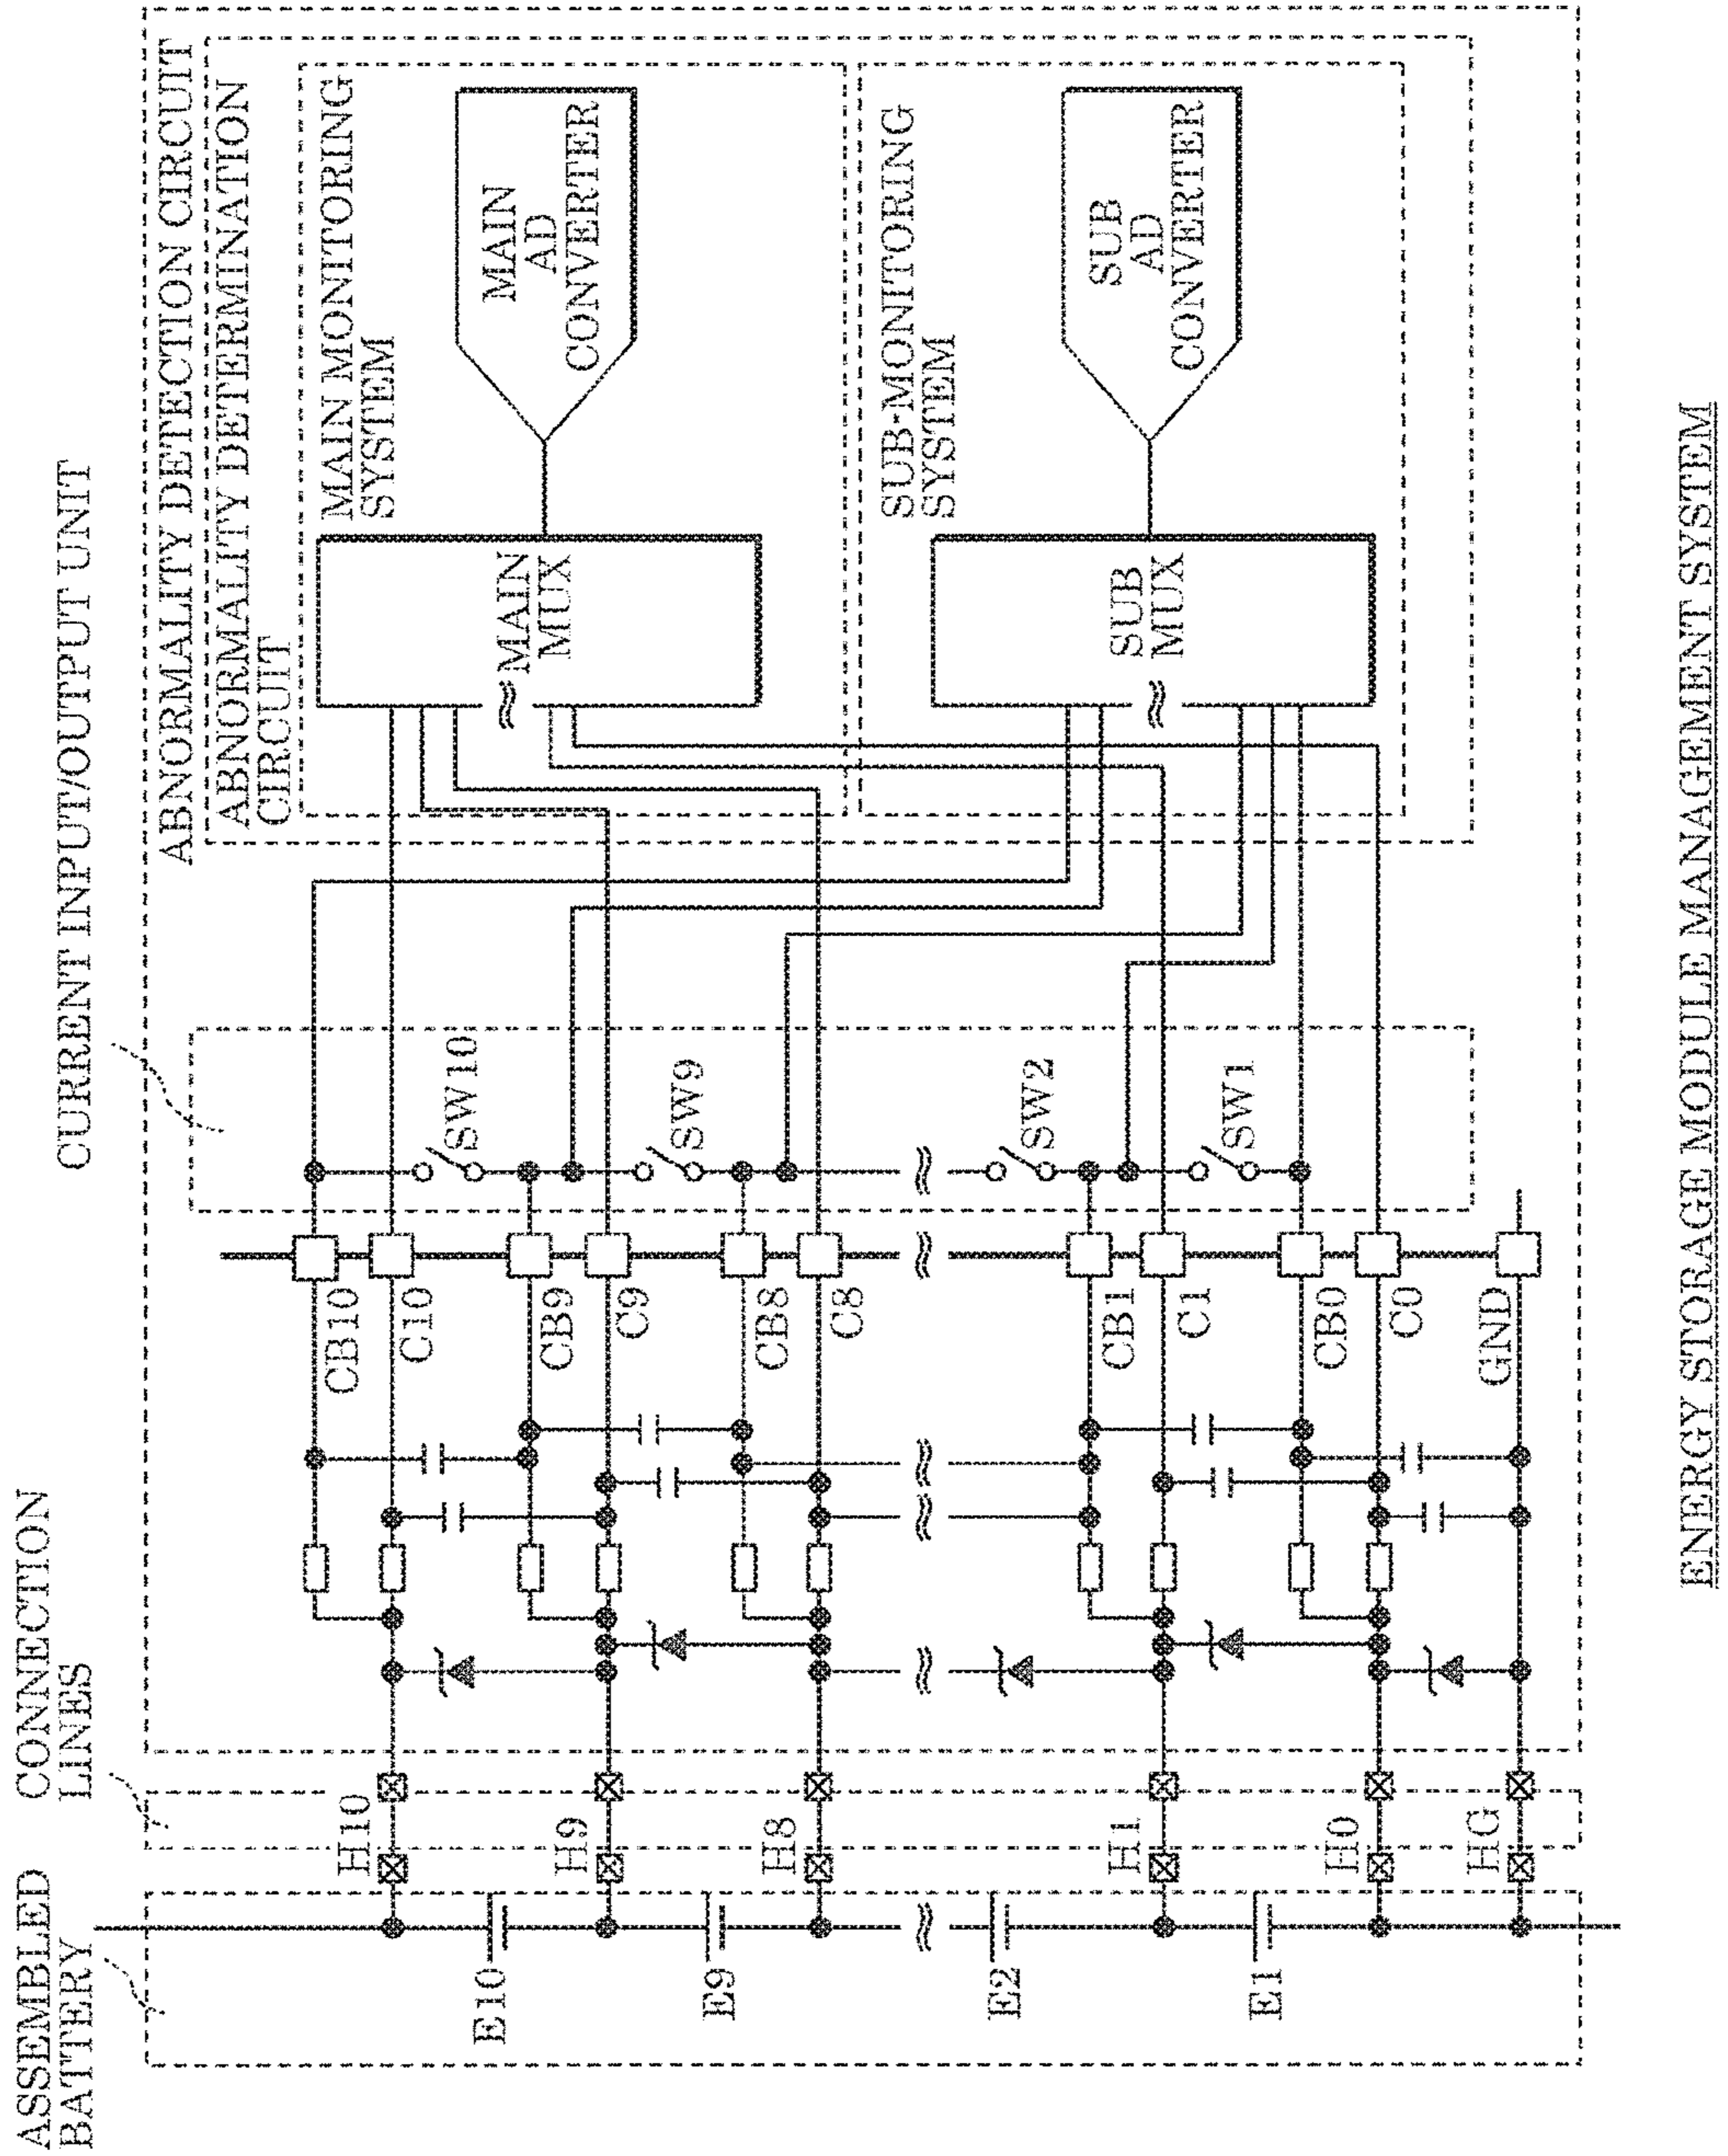 ASSEMBLED
BATTERY
CONNECTION
LINES
CURRENT INPUT/OUTPUT UNIT
ABNORMALITY DETECTION CIRCUIT
ABNORMALITY DETERMINATION
CIRCUIT
MAIN MONITORING
SYSTEM
MAIN
MUX
MAIN
AD
CONVERTER
SUB-MONITORING
SYSTEM
SUB
MUX
SUB
AD
CONVERTER
E10
E9
E2
E1
H10
H9
H8
H1
H0
HG
CB10
C10
CB9
C9
CB8
C8
CB1
C1
CB0
C0
GND
SW10
SW9
SW2
SW1
ENERGY STORAGE MODULE MANAGEMENT SYSTEM